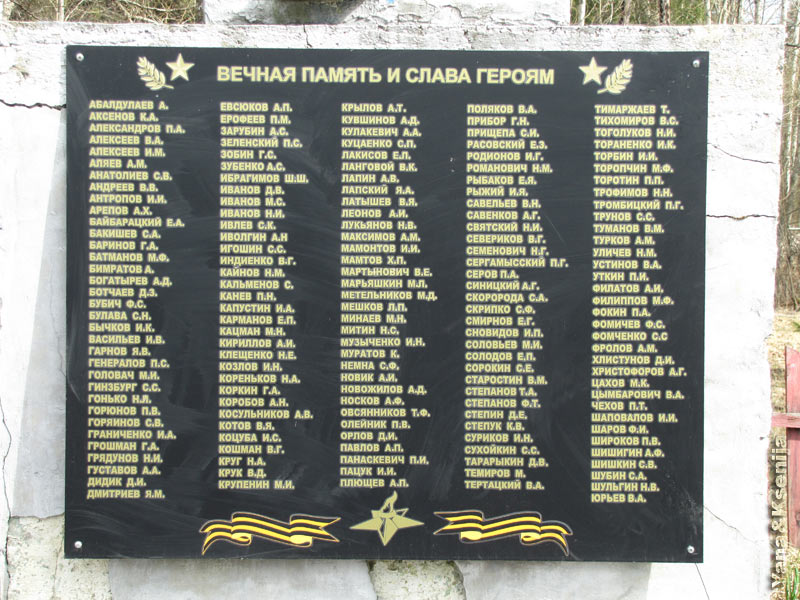 ВЕЧНАЯ ПАМЯТЬ И СЛАВА ГЕРОЯМ
АБАЛДУЛАЕВ А.
АКСЕНОВ К.А.
АЛЕКСАНДРОВ П.А.
АЛЕКСЕЕВ В.А.
АЛЕКСЕЕВ И.М.
АПЛЯЕВ А.М.
АНАТОЛИЕВ С.В.
АНДРЕЕВ В.В.
АНТРОПОВ И.И.
АРЕПОВ А.Х.
БАЙБАРАЦКИЙ Е.А.
БАКИШЕВ С.А.
БАРИНОВ Г.А.
БАТМАНОВ М.Ф.
БИМРАТОВ А.
БОГАТЫРЕВ А.Д.
БОТЧАЕВ Д.З.
БУБИЧ Ф.С.
БУЛАВА С.Н.
БЫЧКОВ И.К.
ВАСИЛЬЕВ И.В.
ГАРНОВ Я.В.
ГЕНЕРАЛОВ П.С.
ГОЛОВАЧ М.И.
ГИНЗБУРГ С.С.
ГОНЬКО Н.Л.
ГОРЮНОВ П.В.
ГОРЯИНОВ С.В.
ГРАНИЧЕНКО И.А.
ГРОШМАН Г.А.
ГРЯДУНОВ Н.И.
ГУСТАВОВ А.А.
ДИДИК Д.И.
ДМИТРИЕВ Я.М.
ЕВСЮКОВ А.П.
ЕРОФЕЕВ П.М.
ЗАРУБИН А.С.
ЗЕЛЕНСКИЙ П.С.
ЗОБИН Г.С.
ЗУБЕНКО А.С.
ИБРАГИМОВ Ш.Ш.
ИВАНОВ Д.В.
ИВАНОВ М.С.
ИВАНОВ Н.И.
ИВЛЕВ С.К.
ИВОЛГИН А.Н
ИГОШИН С.С.
ИНДИЕНКО В.Г.
КАЙНОВ Н.М.
КАЛЬМЕНОВ С.
КАНЕВ П.Н.
КАПУСТИН И.А.
КАРМАНОВ Е.П.
КАЦМАН М.Н.
КИРИЛЛОВ А.И.
КЛЕЩЕНКО Н.Е.
КОЗЛОВ И.Н.
КОРЕНЬКОВ Н.А.
КОРКИН Г.А.
КОРОБОВ А.Н.
КОСУЛЬНИКОВ А.В.
КОТОВ В.Я.
КОЦУБА И.С.
КОШМАН В.Г.
КРУГ Н.А.
КРУК В.Д.
КРУПЕНИН М.И.
КРЫЛОВ А.Т.
КУВШИНОВ А.Д.
КУЛАКЕВИЧ А.А.
КУЦАЕНКО С.П.
ЛАКИСОВ Е.П.
ЛАНГОВОЙ В.К.
ЛАПИН А.В.
ЛАПСКИЙ Я.А.
ЛАТЫШЕВ В.Я.
ЛЕОНОВ А.И.
ЛУКЬЯНОВ Н.В.
МАКСИМОВ А.М.
МАМОНТОВ И.И.
МАМТОВ Х.П.
МАРТЫНОВИЧ В.Е.
МАРЬЯШКИН М.Л.
МЕТЕЛЬНИКОВ М.Д.
МЕШКОВ Л.П.
МИНАЕВ М.Н.
МИТИН Н.С.
МУЗЫЧЕНКО И.Н.
МУРАТОВ К.
НЕМНА С.Ф.
НОВИК А.И.
НОВОЖИЛОВ А.Д.
НОСКОВ А.Ф.
ОВСЯННИКОВ Т.Ф.
ОЛЕЙНИК П.В.
ОРЛОВ Д.И.
ПАВЛОВ А.П.
ПАНАСКЕВИЧ П.И.
ПАЦУК И.И.
ПЛЮЩЕВ А.П.
ПОЛЯКОВ В.А.
ПРИБОР Г.Н.
ПРИЩЕПА С.И.
РАСОВСКИЙ Е.З.
РОДИОНОВ И.Г.
РОМАНОВИЧ Н.М.
РЫБАКОВ Е.Я.
РЫЖИЙ И.Я.
САВЕЛЬЕВ В.Н.
САВЕНКОВ А.Г.
СВЯТСКИЙ Н.И.
СЕВЕРИКОВ В.Г.
СЕМЕНОВИЧ Н.Г.
СЕРГАМЫССКИЙ П.Г.
СЕРОВ П.А.
СИНИЦКИЙ А.Г.
СКОРОРОДА С.А.
СКРИПКО С.Ф.
СМИРНОВ Е.Г.
СНОВИДОВ И.П.
СОЛОВЬЕВ М.И.
СОЛОДОВ Е.П.
СОРОКИН С.Е.
СТАРОСТИН В.М.
СТЕПАНОВ Т.А.
СТЕПАНОВ Ф.Т.
СТЕПИН Д.Е.
СТЕПУК К.В.
СУРИКОВ И.Н.
СУХОЙКИН С.С.
ТАРАРЫКИН Д.В.
ТЕМИРОВ М.
ТЕРТАЦКИЙ В.А.
ТИМАРЖАЕВ Т.
ТИХОМИРОВ В.С.
ТОГОЛУКОВ Н.И.
ТОРАНЕНКО И.К.
ТОРБИН И.И.
ТОРОПЧИН М.Ф.
ТОРОТИН П.П.
ТРОФИМОВ Н.Н.
ТРОМБИЦКИЙ П.Г.
ТРУНОВ С.С.
ТУМАНОВ В.М.
ТУРКОВ А.М.
УЛИЧЕВ Н.М.
УСТИНОВ В.А.
УТКИН П.И.
ФИЛАТОВ А.И.
ФИЛИППОВ М.Ф.
ФОКИН П.А.
ФОМИЧЕВ Ф.С.
ФОМЧЕНКО С.С
ФРОЛОВ А.М.
ХЛИСТУНОВ Д.И.
ХРИСТОФОРОВ А.Г.
ЦАХОВ М.К.
ЦЫМБАРОВИЧ В.А.
ЧЕХОВ П.Т.
ШАПОВАЛОВ И.И.
ШАРОВ Ф.И.
ШИРОКОВ П.В.
ШИШИГИН А.Ф.
ШИШКИН С.В.
ШУБИН С.А.
ШУЛЬГИН Н.В.
ЮРЬЕВ В.А.
Yana&Ksenija